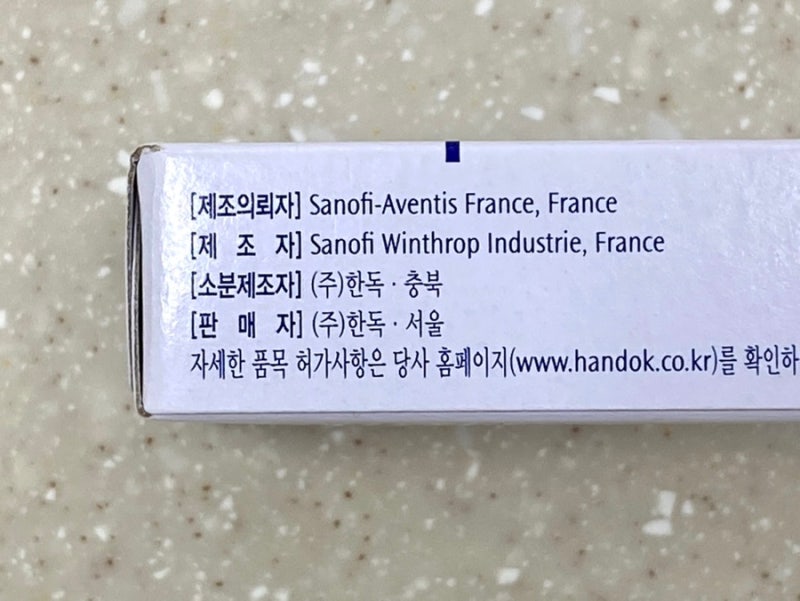 [제조의뢰자] Sanofi-Aventis France, France
[제 조 자] Sanofi Winthrop Industrie, France
[소분제조자] (주)한독 · 충북
[판 매 자] (주)한독 · 서울
자세한 품목 허가사항은 당사 홈페이지(www.handok.co.kr)를 확인하